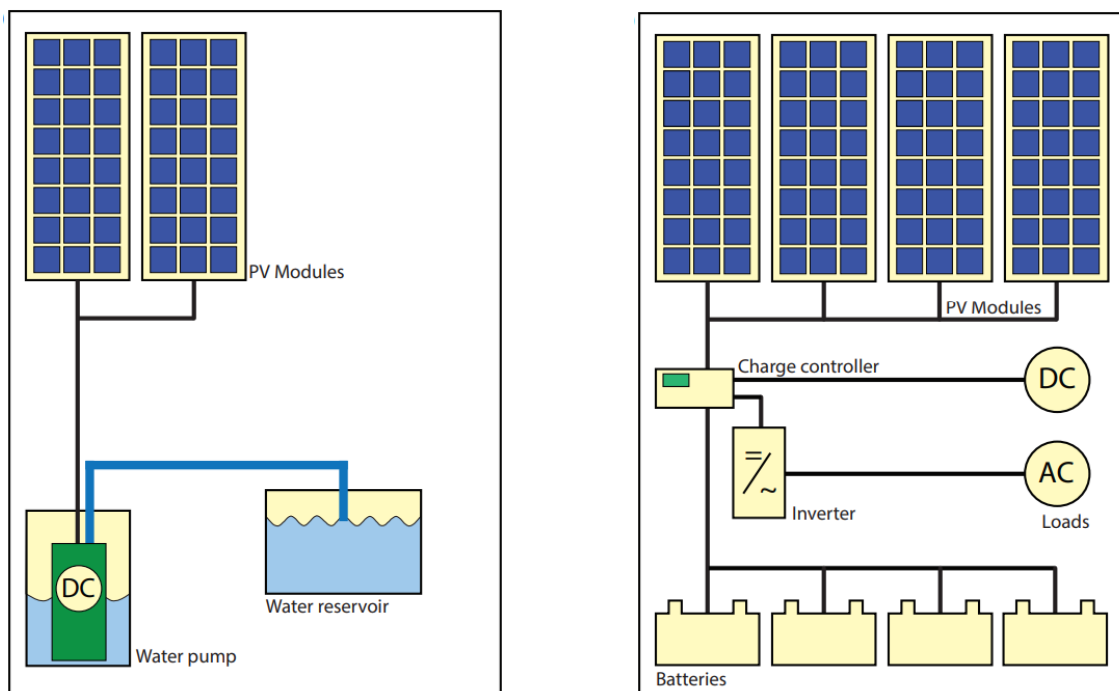 PV Modules
DC
Water reservoir
Water pump
PV Modules
Charge controller
DC
=
~
AC
Inverter
Loads
Batteries